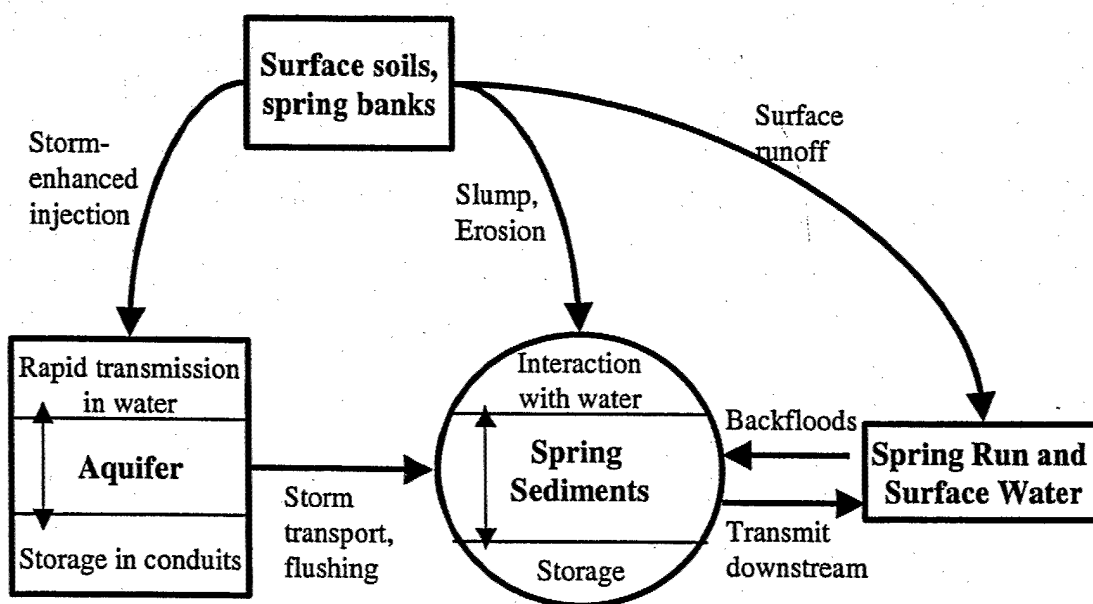 Surface soils,
spring banks
Storm-
enhanced
injection
Slump,
Erosion
Surface
runoff
Rapid transmission
in water
Aquifer
Storage in conduits
Storm
transport,
flushing
Interaction
with water
Spring
Sediments
Storage
Backfloods
Transmit
downstream
Spring Run and
Surface Water